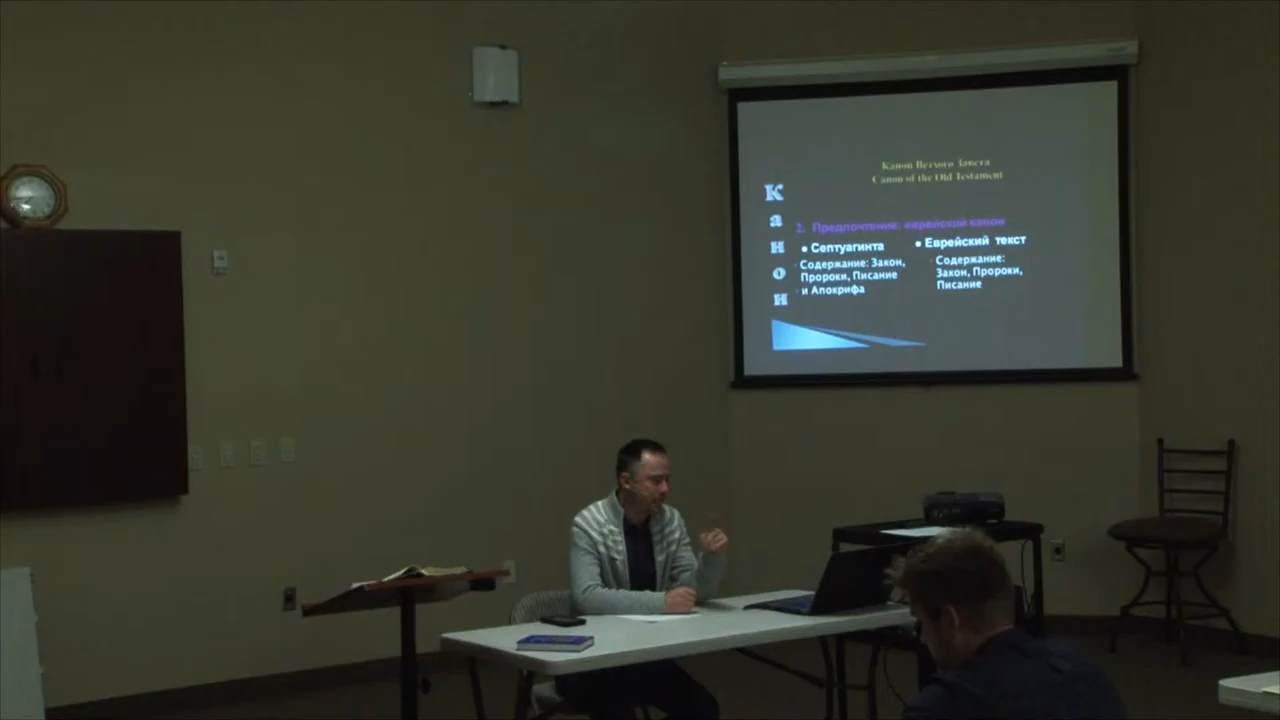 Канон Ветхого Завета
Canon of the Old Testament
Канон
2. Предпочтение: еврейский канон
● Септуагинта
Содержание: Закон,
Пророки, Писание
и Апокрифа
● Еврейский текст
Содержание:
Закон, Пророки,
Писание